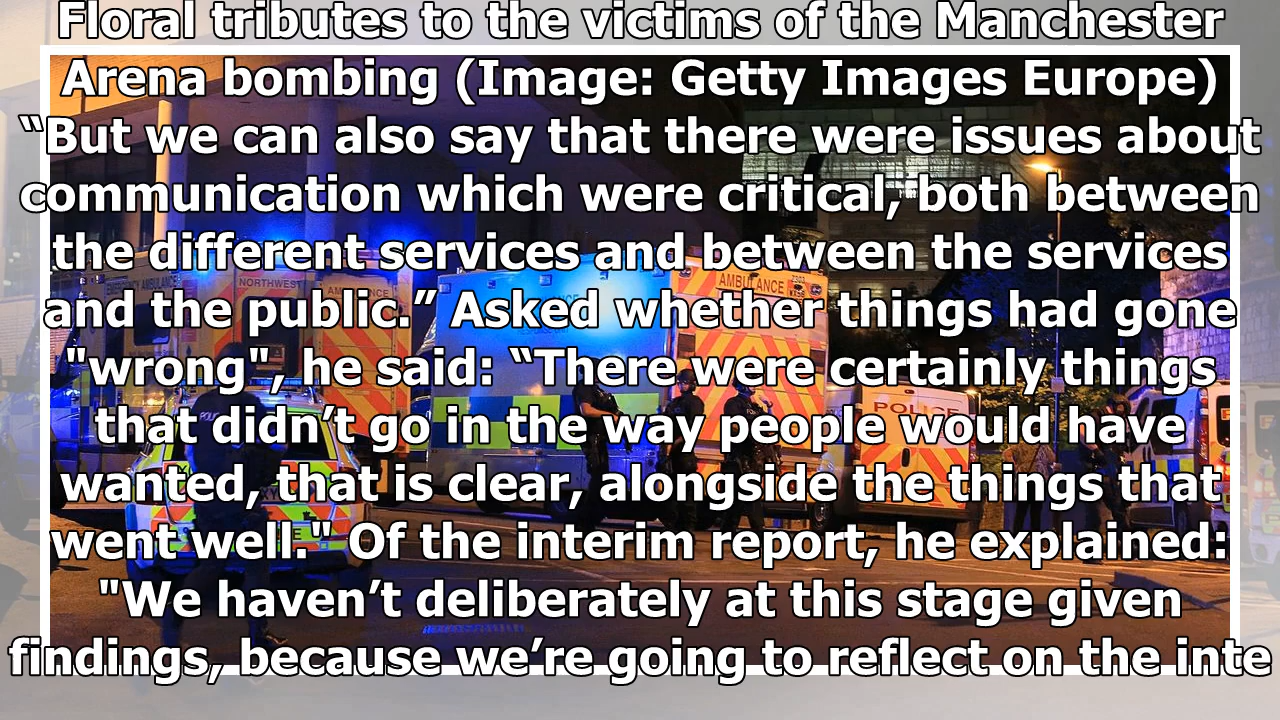 Floral tributes to the victims of the Manchester
Arena bombing (Image: Getty Images Europe)
“But we can also say that there were issues about
communication which were critical, both between
the different services and between the services
and the public.” Asked whether things had gone
"wrong", he said: “There were certainly things
that didn’t go in the way people would have
wanted, that is clear, alongside the things that
went well." Of the interim report, he explained:
"We haven’t deliberately at this stage given
findings, because we’re going to reflect on the inte
NORTHWEST
AMBULANCE
POLICE